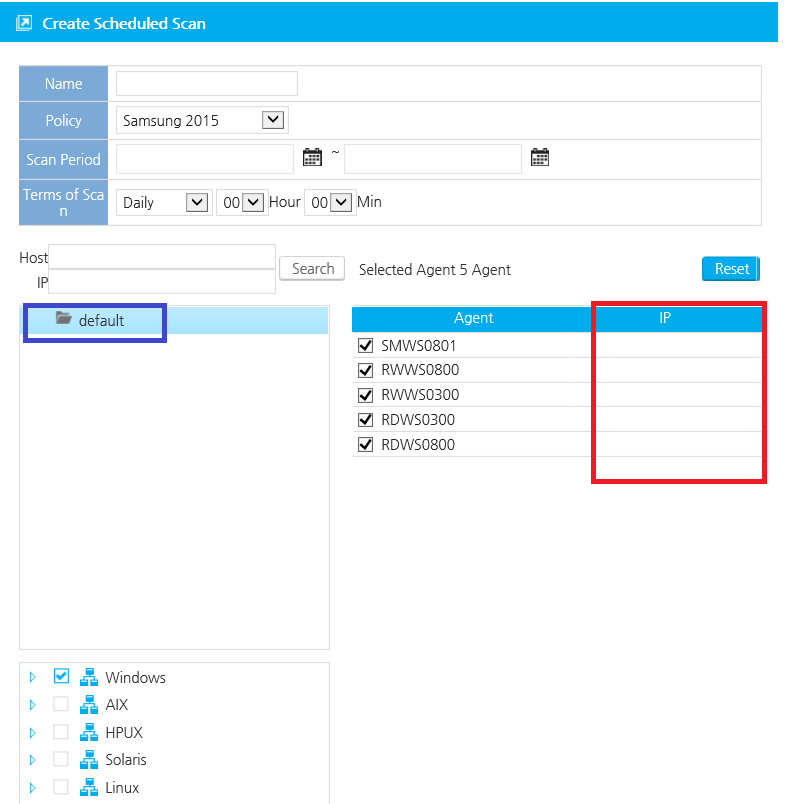 Create Scheduled Scan
Name
Policy
Samsung 2015
Scan Period
~
Terms of Sca
n
Daily
00
Hour
00
Min
Host
IP
Search
Selected Agent 5 Agent
Reset
default
Agent
IP
SMWS0801
RWWS0800
RWWS0300
RDWS0300
RDWS0800
Windows
AIX
HPUX
Solaris
Linux